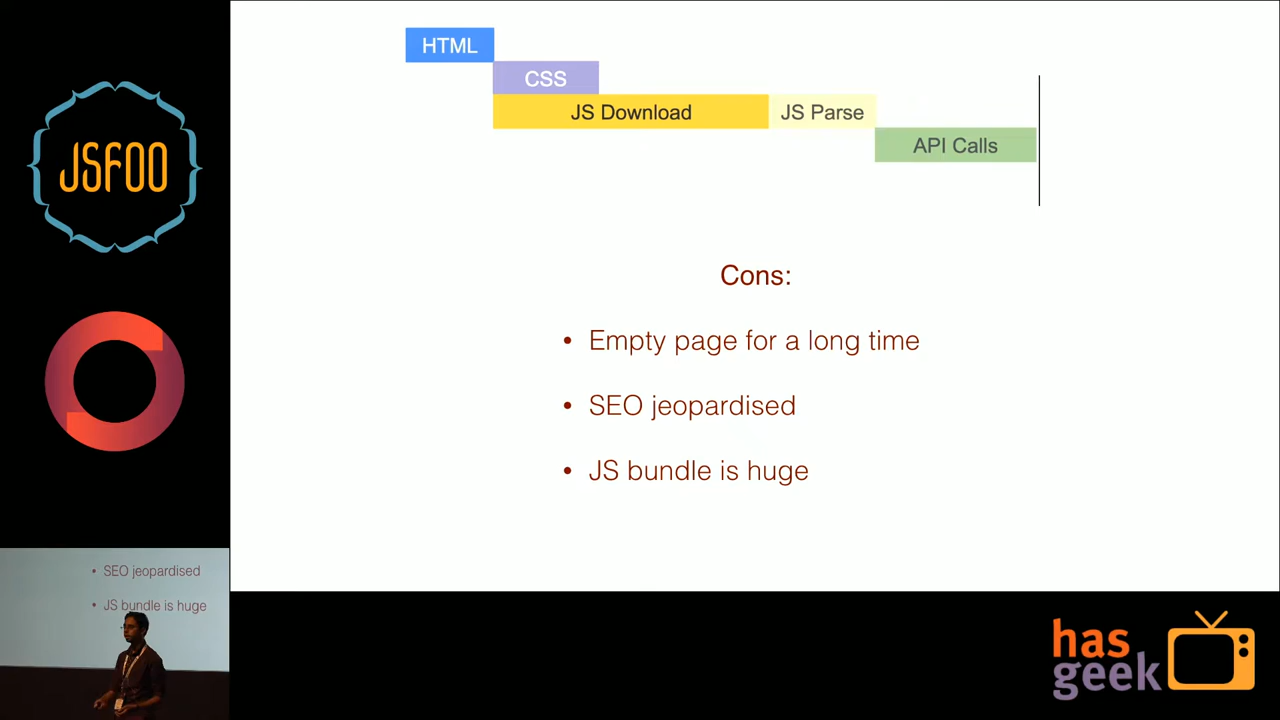 HTML
CSS
JS Download
JS Parse
API Calls
JSFOO
Cons:
• Empty page for a long time
• SEO jeopardised
• JS bundle is huge
• SEO jeopardised
• JS bundle is huge
has
geek